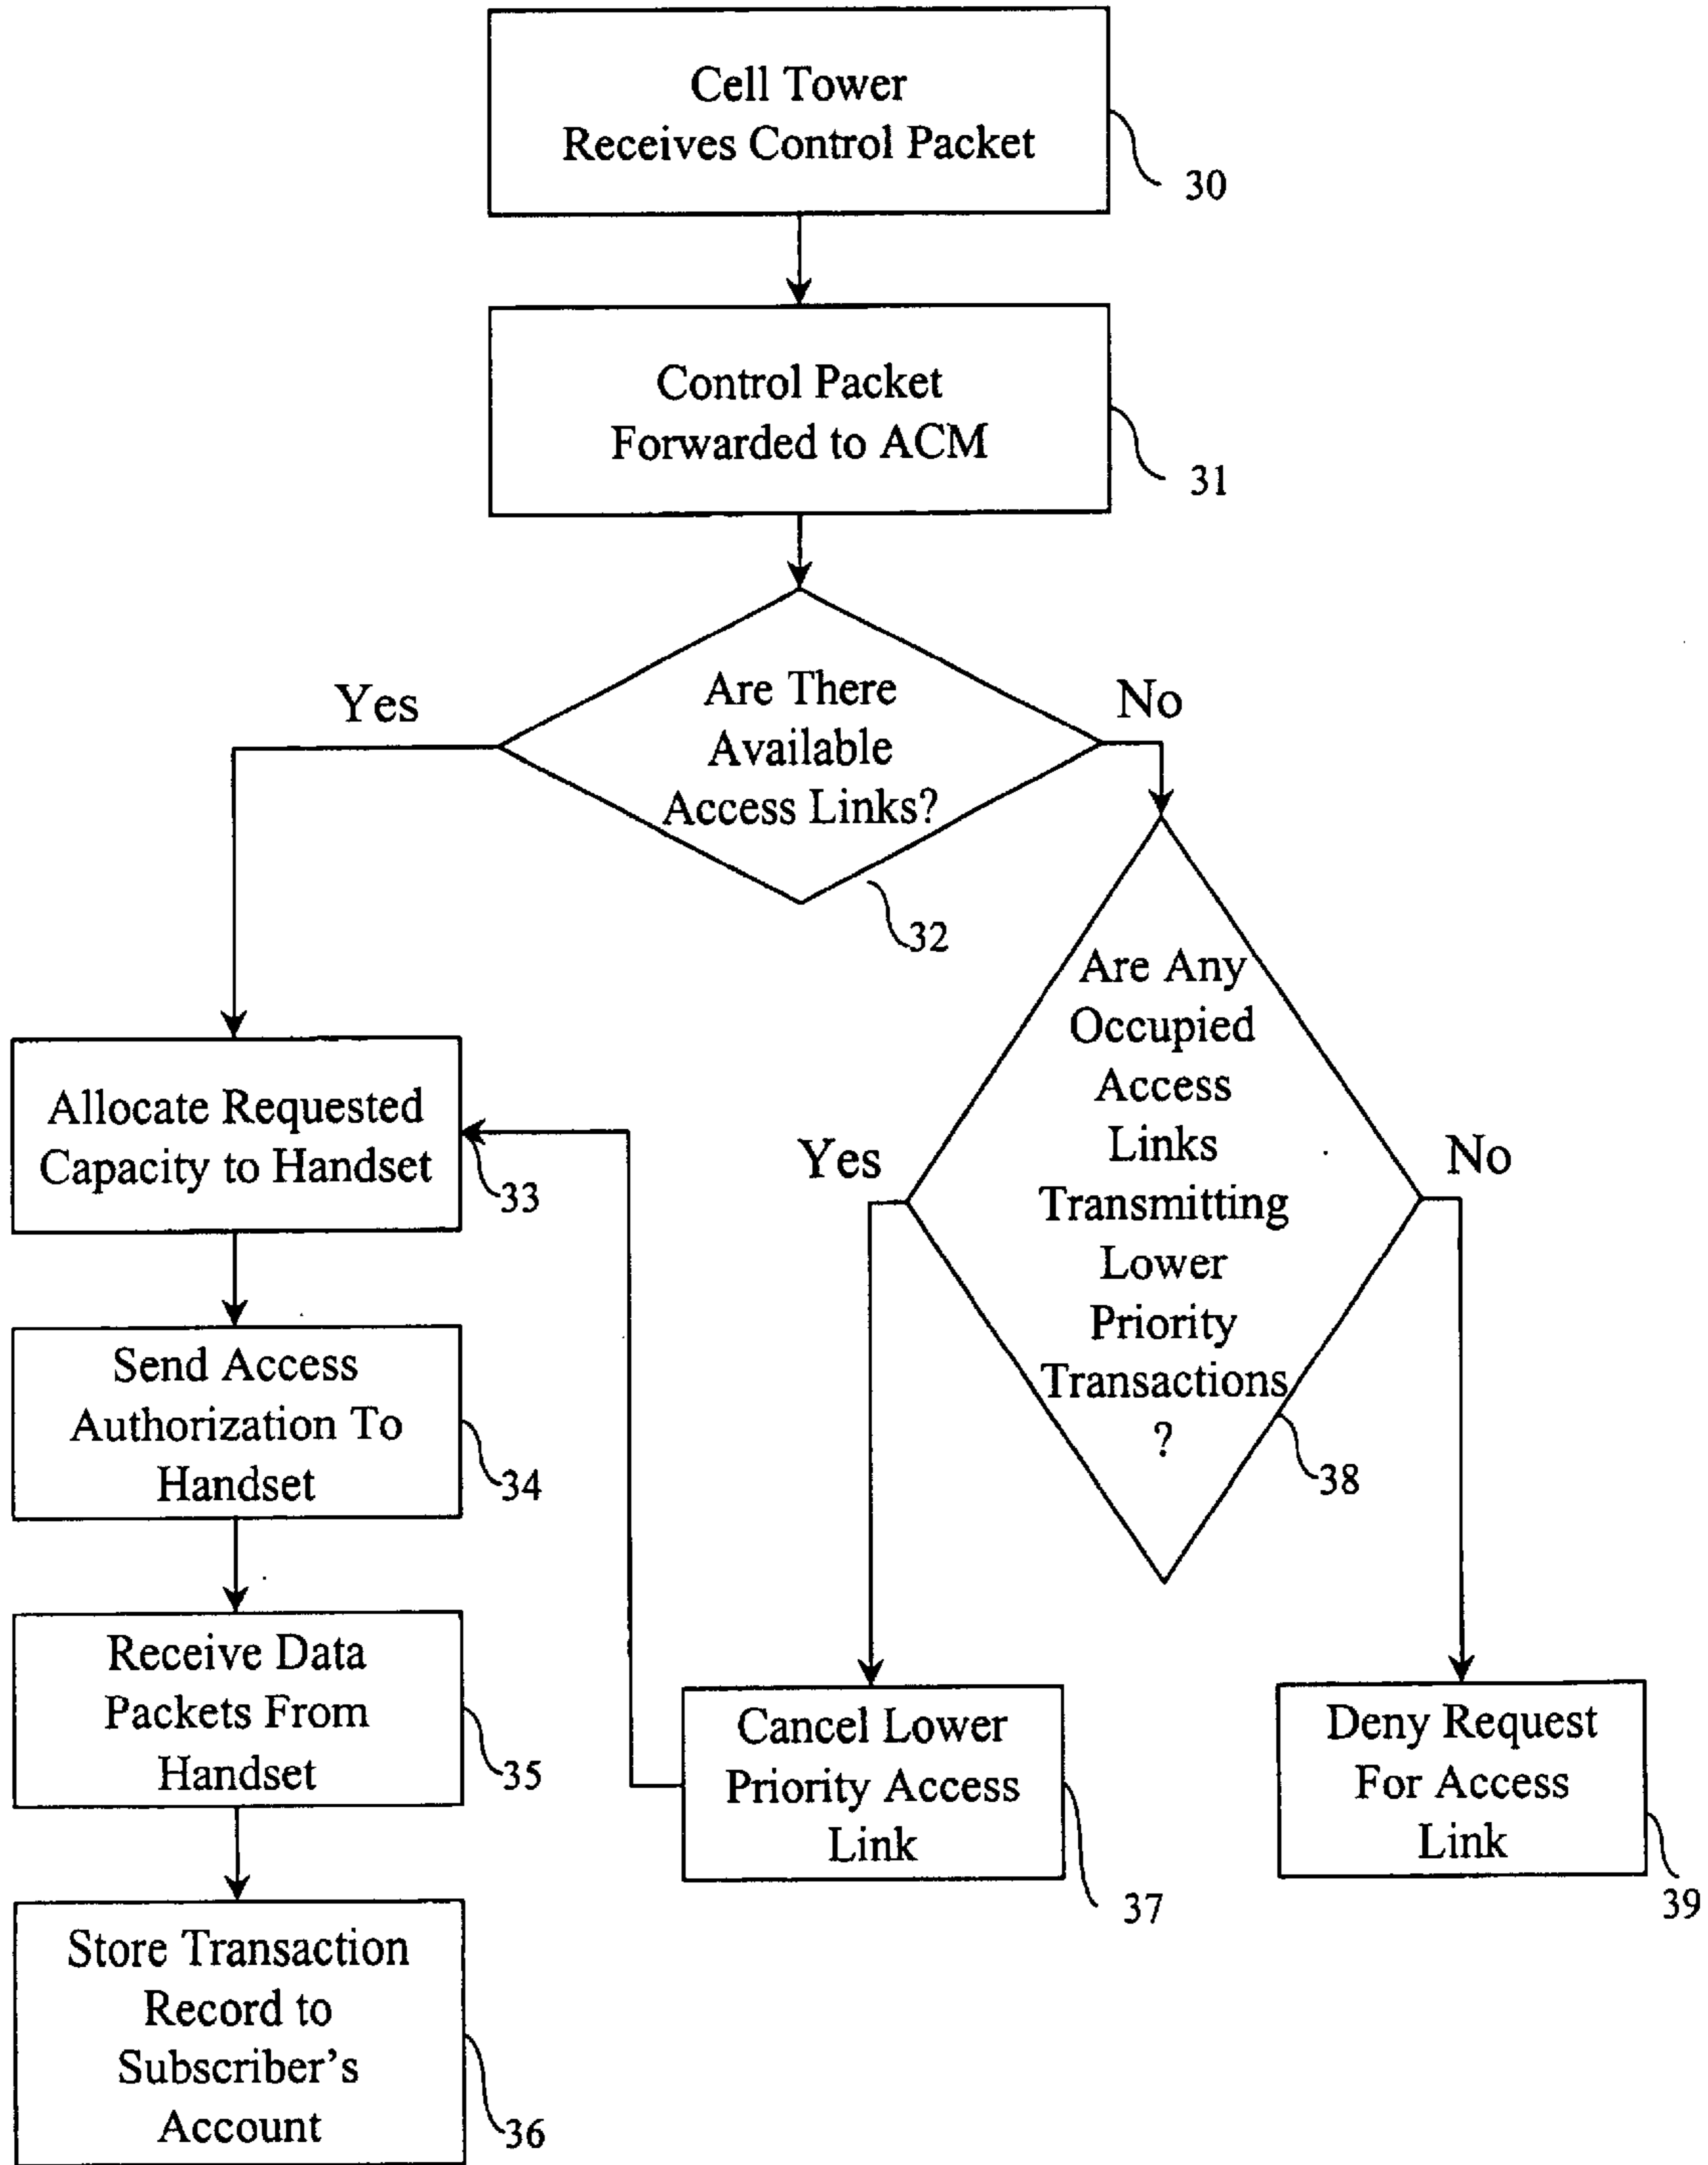 Cell Tower
Receives Control Packet
30
Control Packet
Forwarded to ACM
31
Are There
Available
Access Links?
Yes
No
32
Are Any
Occupied
Access
Links
Transmitting
Lower
Priority
Transactions
?
Yes
No
38
Allocate Requested
Capacity to Handset
33
Send Access
Authorization To
Handset
34
Receive Data
Packets From
Handset
35
Store Transaction
Record to
Subscriber's
Account
36
Cancel Lower
Priority Access
Link
37
Deny Request
For Access
Link
39